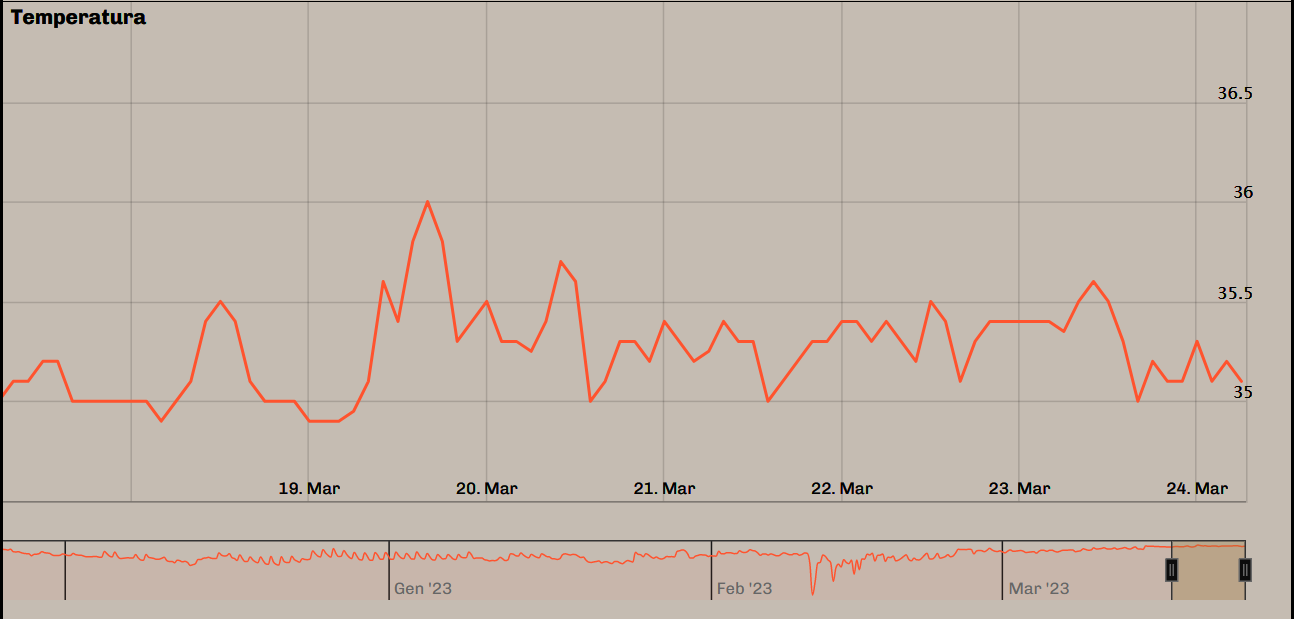 Temperatura
36.5
36
35.5
35
19. Mar 20. Mar 21. Mar 22. Mar 23. Mar 24. Mar
Gen '23 Feb '23 Mar '23